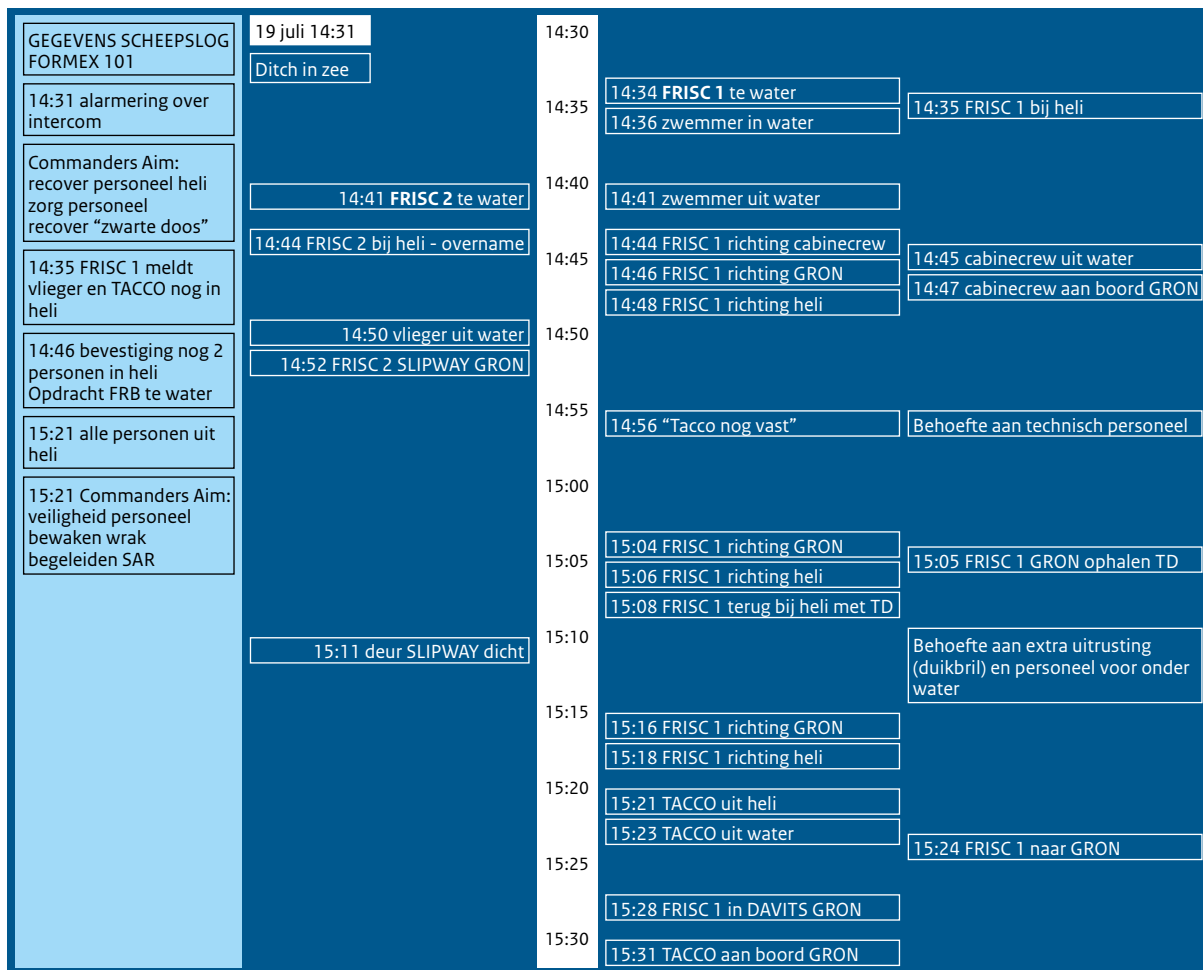 GEGEVENS SCHEEPSLOG
FORMEX 101
14:31 alarmering over
intercom
Commanders Aim:
recover personeel heli
zorg personeel
recover “zwarte doos”
14:35 FRISC 1 meldt
vlieger en TACCO nog in
heli
14:46 bevestiging nog 2
personen in heli
Opdracht FRB te water
15:21 alle personen uit
heli
15:21 Commanders Aim:
veiligheid personeel
bewaken wrak
begeleiden SAR
19 juli 14:31
Ditch in zee
14:41 FRISC 2 te water
14:44 FRISC 2 bij heli - overname
14:50 vlieger uit water
14:52 FRISC 2 SLIPWAY GRON
15:11 deur SLIPWAY dicht
14:30
14:35
14:40
14:45
14:50
14:55
15:00
15:05
15:10
15:15
15:20
15:25
15:30
14:34 FRISC 1 te water
14:36 zwemmer in water
14:41 zwemmer uit water
14:44 FRISC 1 richting cabinecrew
14:46 FRISC 1 richting GRON
14:48 FRISC 1 richting heli
14:56 “Tacco nog vast”
15:04 FRISC 1 richting GRON
15:06 FRISC 1 richting heli
15:08 FRISC 1 terug bij heli met TD
15:16 FRISC 1 richting GRON
15:18 FRISC 1 richting heli
15:21 TACCO uit heli
15:23 TACCO uit water
15:28 FRISC 1 in DAVITS GRON
15:31 TACCO aan boord GRON
14:35 FRISC 1 bij heli
14:45 cabinecrew uit water
14:47 cabinecrew aan boord GRON
Behoefte aan technisch personeel
15:05 FRISC 1 GRON ophalen TD
Behoefte aan extra uitrusting
(duikbril) en personeel voor onder
water
15:24 FRISC 1 naar GRON